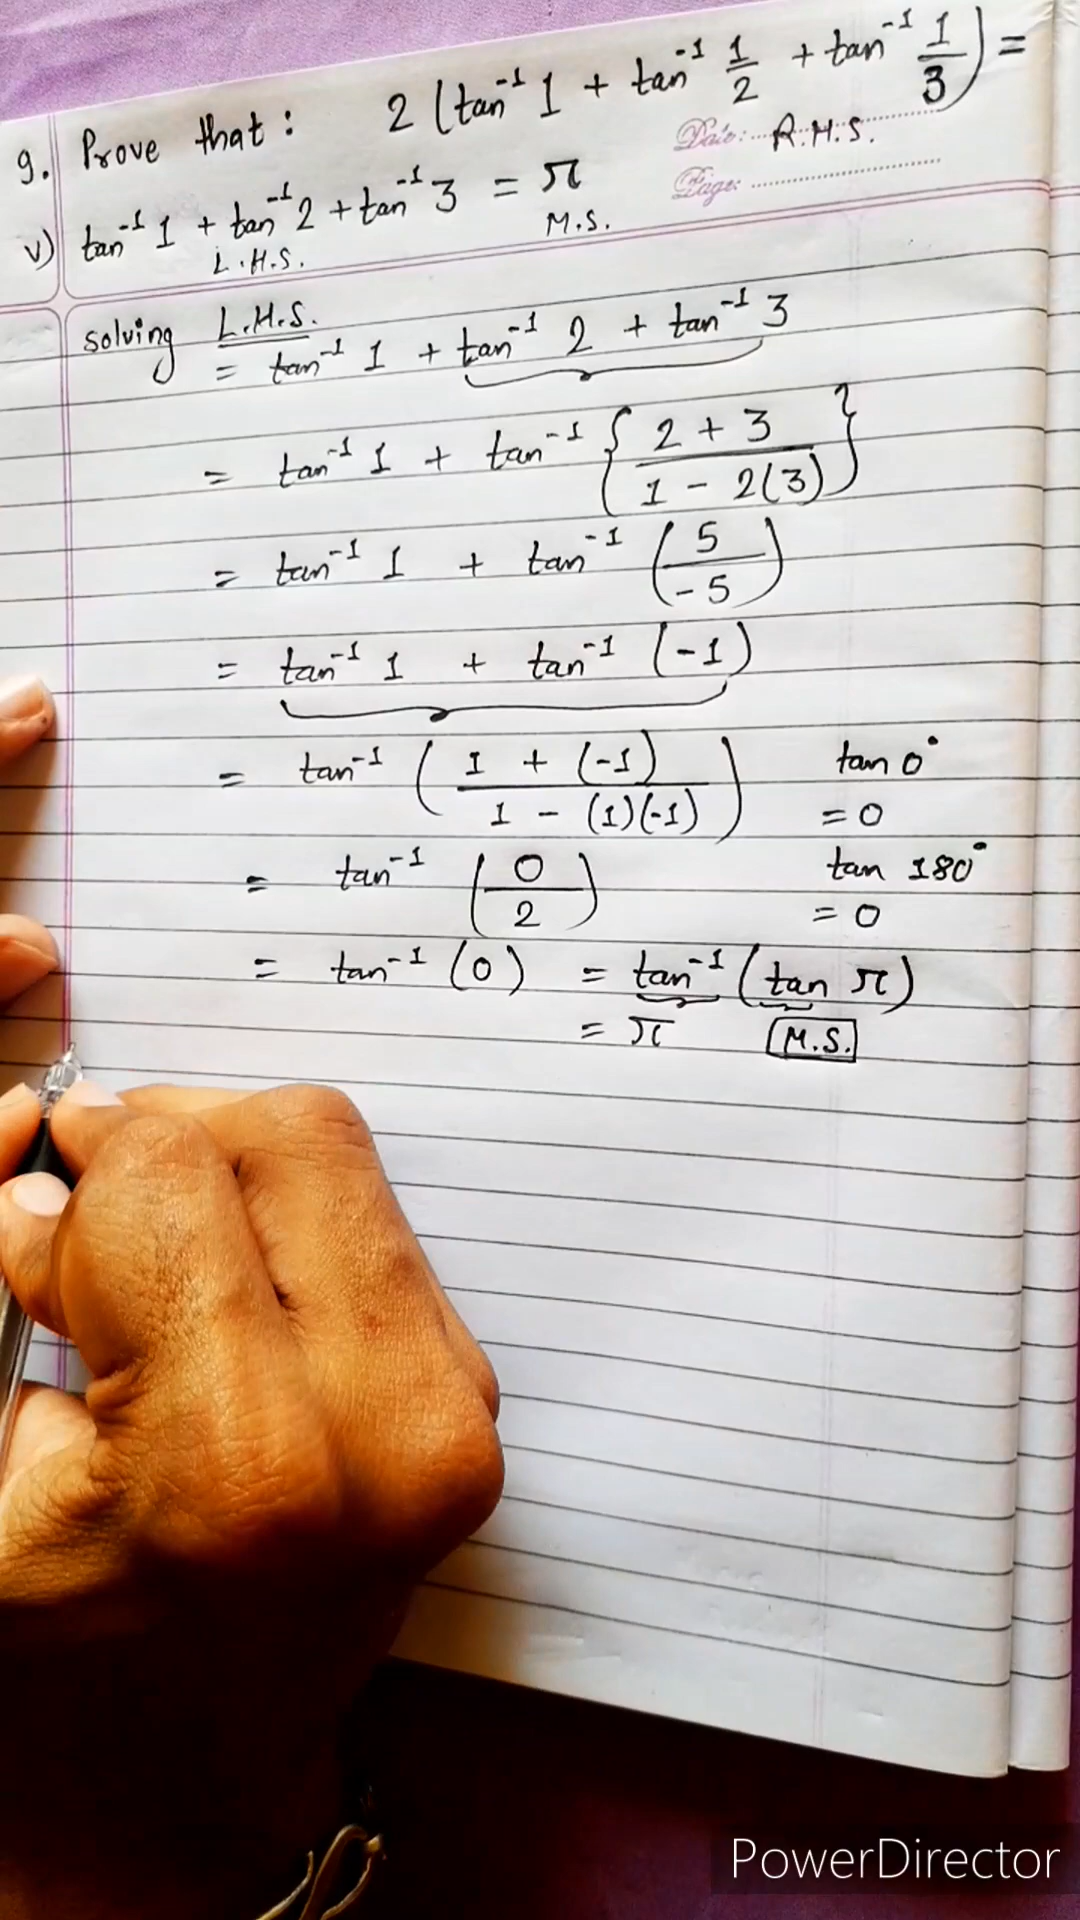 9. Prove that : 2 (tan⁻¹ 1 + tan⁻¹ 1/2 + tan⁻¹ 1/3) =
Date: R.H.S.
Page:
v) tan⁻¹ 1 + tan⁻¹ 2 + tan⁻¹ 3 = π
L.H.S. M.S.
solving L.H.S.
= tan⁻¹ 1 + tan⁻¹ 2 + tan⁻¹ 3
= tan⁻¹ 1 + tan⁻¹ { (2 + 3)/(1 - 2(3)) }
= tan⁻¹ 1 + tan⁻¹ (5/-5)
= tan⁻¹ 1 + tan⁻¹ (-1)
= tan⁻¹ ( (1 + (-1))/(1 - (1)(-1)) ) tan 0°
= 0
= tan⁻¹ (0/2) tan 180°
= 0
= tan⁻¹ (0) = tan⁻¹ (tan π)
= π M.S.
PowerDirector